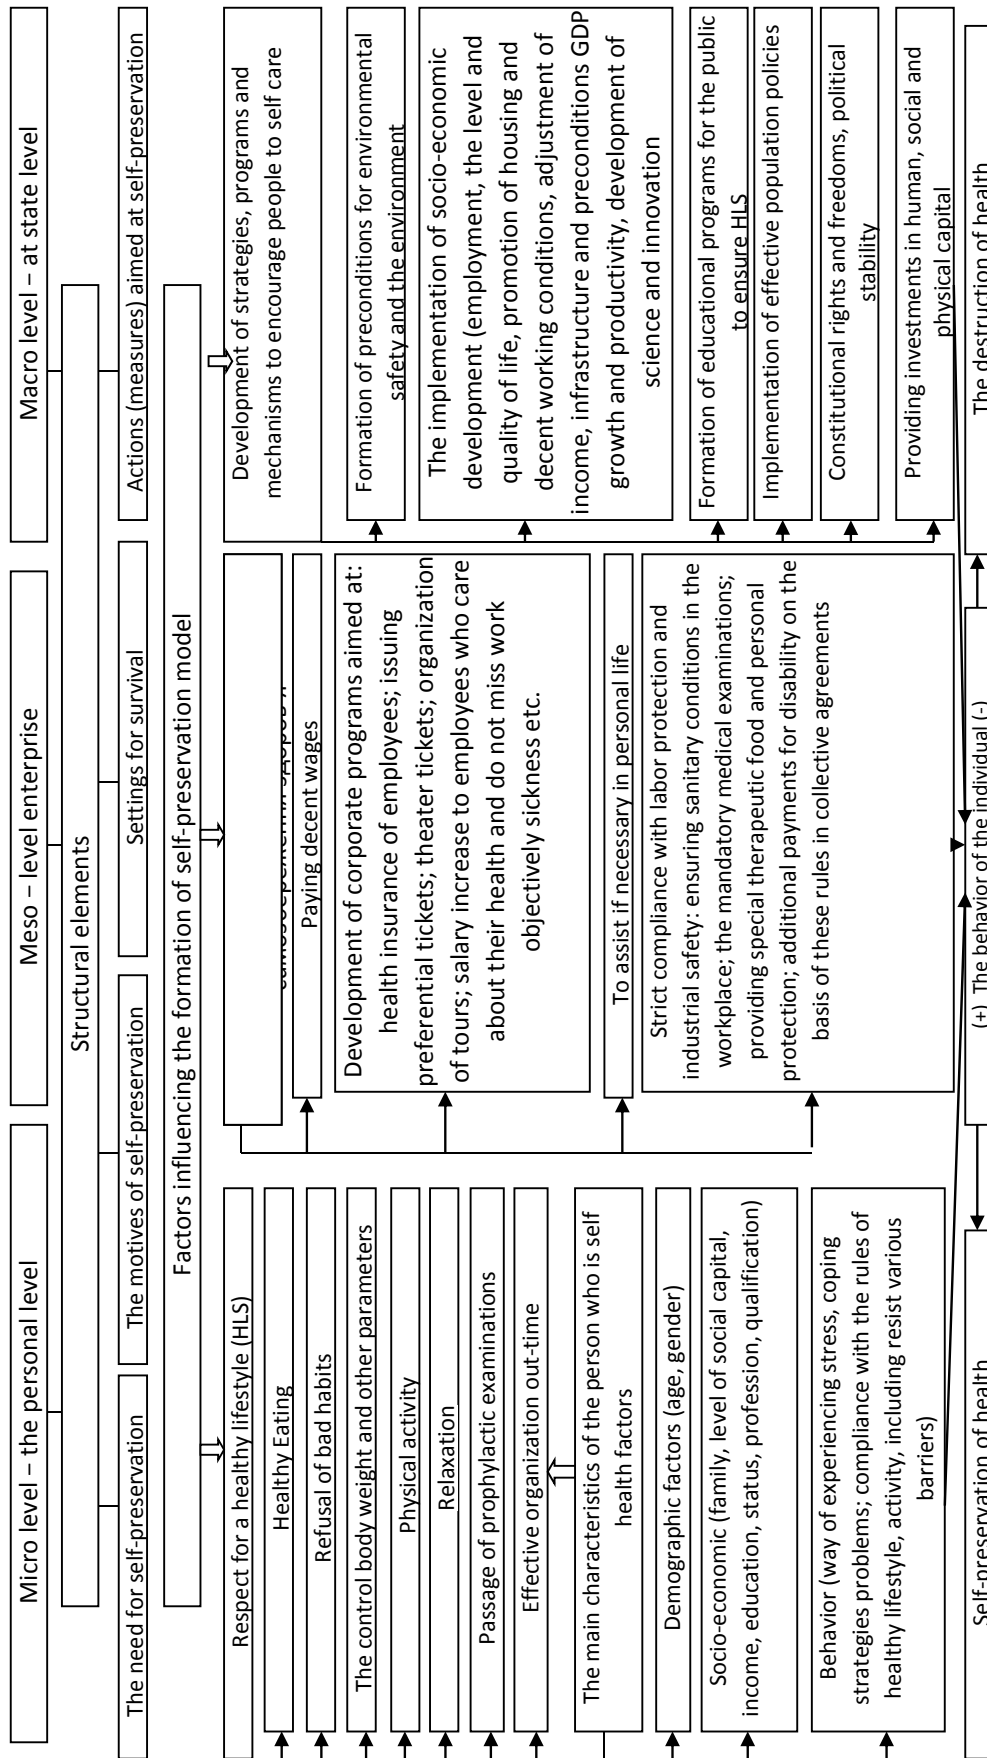 Micro level – the personal level
Meso – level enterprise
Macro level – at state level
Structural elements
The need for self-preservation
The motives of self-preservation
Settings for survival
Actions (measures) aimed at self-preservation
Factors influencing the formation of self-preservation model
Respect for a healthy lifestyle (HLS)
Healthy Eating
Refusal of bad habits
The control body weight and other parameters
Physical activity
Relaxation
Passage of prophylactic examinations
Effective organization out-time
The main characteristics of the person who is self
health factors
Demographic factors (age, gender)
Socio-economic (family, level of social capital,
income, education, status, profession, qualification)
Behavior (way of experiencing stress, coping
strategies problems; compliance with the rules of
healthy lifestyle, activity, including resist various
barriers)
Paying decent wages
Development of corporate programs aimed at:
health insurance of employees; issuing
preferential tickets; theater tickets; organization
of tours; salary increase to employees who care
about their health and do not miss work
objectively sickness etc.
To assist if necessary in personal life
Strict compliance with labor protection and
industrial safety: ensuring sanitary conditions in the
workplace; the mandatory medical examinations;
providing special therapeutic food and personal
protection; additional payments for disability on the
basis of these rules in collective agreements
Development of strategies, programs and
mechanisms to encourage people to self care
Formation of preconditions for environmental
safety and the environment
The implementation of socio-economic
development (employment, the level and
quality of life, promotion of housing and
decent working conditions, adjustment of
income, infrastructure and preconditions GDP
growth and productivity, development of
science and innovation
Formation of educational programs for the public
to ensure HLS
Implementation of effective population policies
Constitutional rights and freedoms, political
stability
Providing investments in human, social and
physical capital
Self-preservation of health
(+) The behavior of the individual (-)
The destruction of health